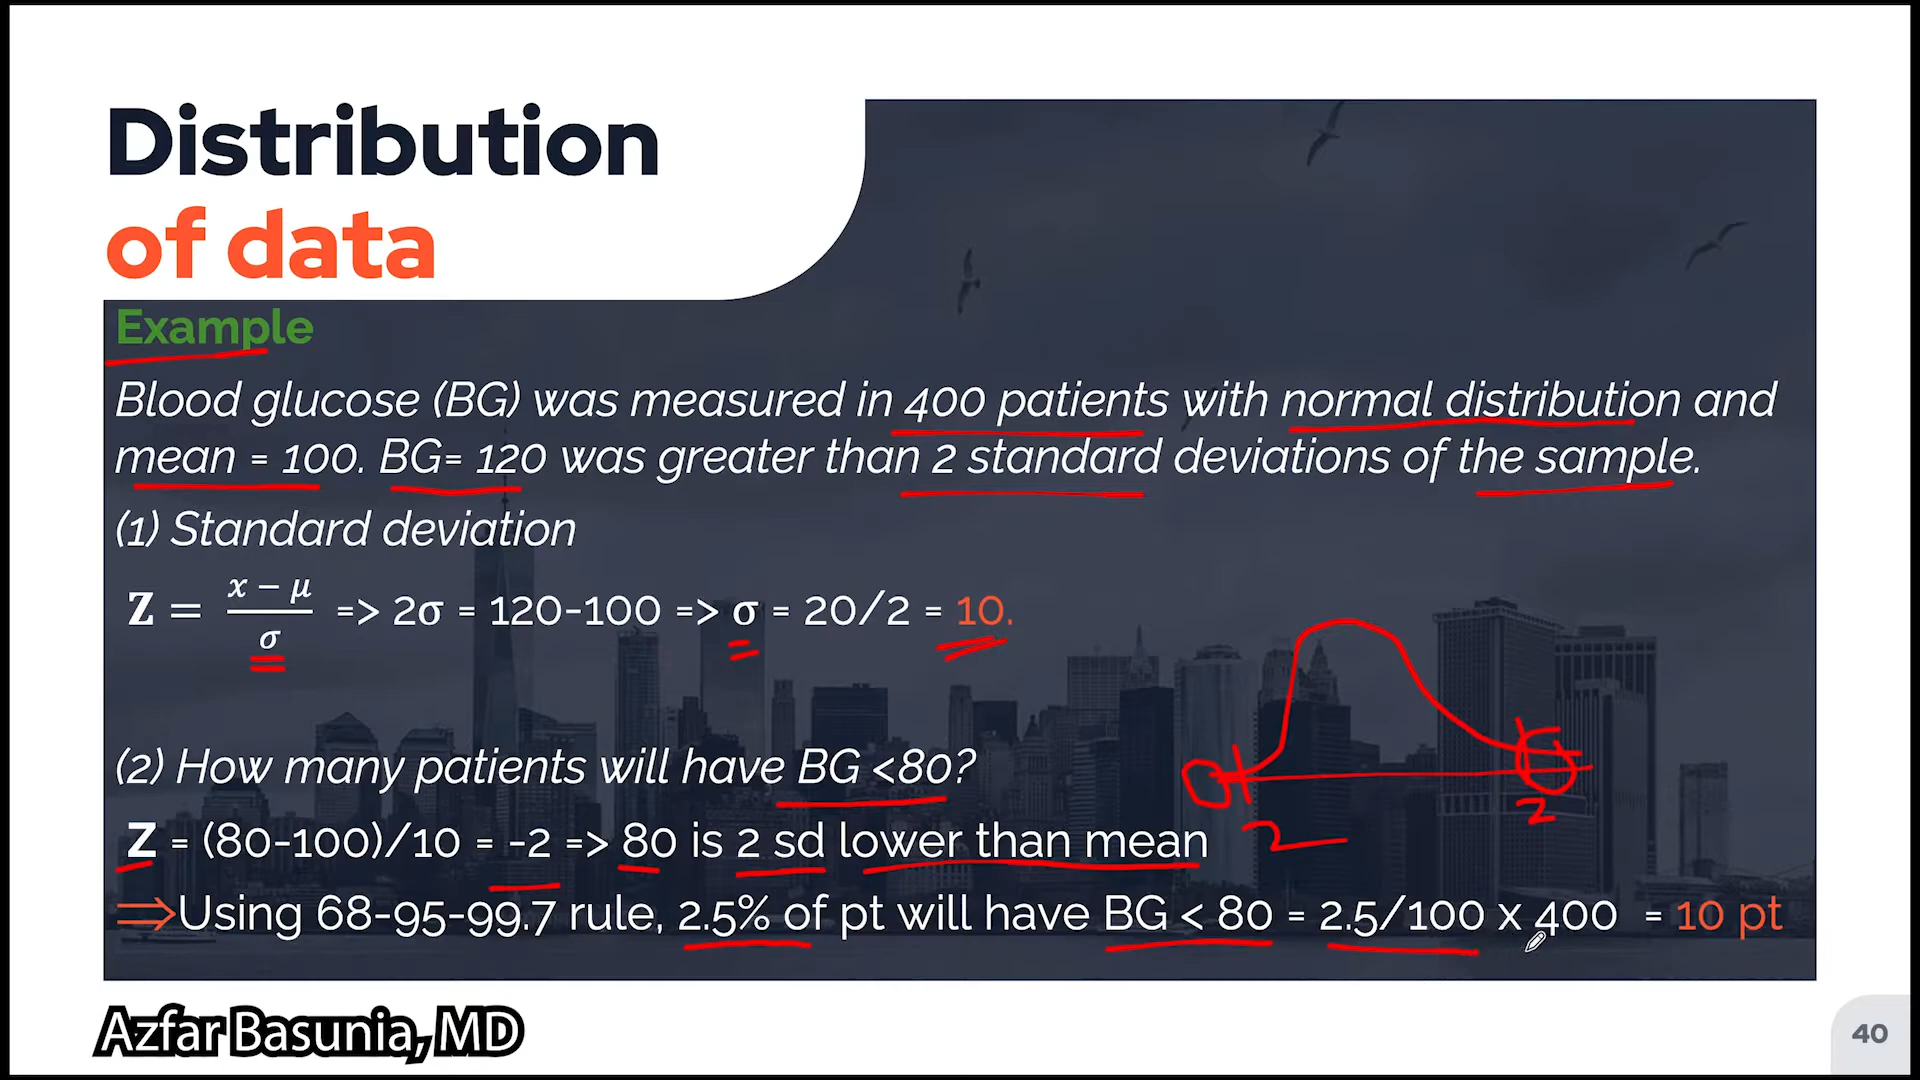 Distribution
of data
Example
Blood glucose (BG) was measured in 400 patients with normal distribution and
mean = 100. BG= 120 was greater than 2 standard deviations of the sample.
(1) Standard deviation
Z = (x − μ)/σ => 2σ = 120-100 => σ = 20/2 = 10.
(2) How many patients will have BG <80?
2
Z = (80-100)/10 = -2 => 80 is 2 sd lower than mean
2
⇒Using 68-95-99.7 rule, 2.5% of pt will have BG < 80 = 2.5/100 x 400 = 10 pt
Azfar Basunia, MD
40